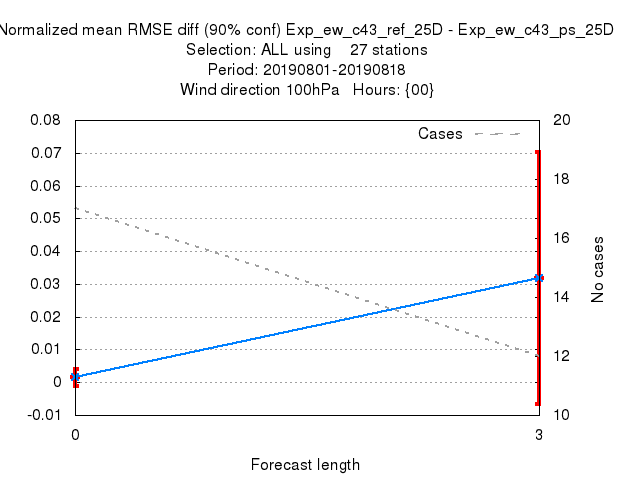 Normalized mean RMSE diff (90% conf) Exp_ew_c43_ref_25D - Exp_ew_c43_ps_25D
Selection: ALL using 27 stations
Period: 20190801-20190818
Wind direction 100hPa Hours: {00}
Cases
0.08
0.07
0.06
0.05
0.04
0.03
0.02
0.01
0
-0.01
20
18
16
14
12
10
No cases
0 3
Forecast length